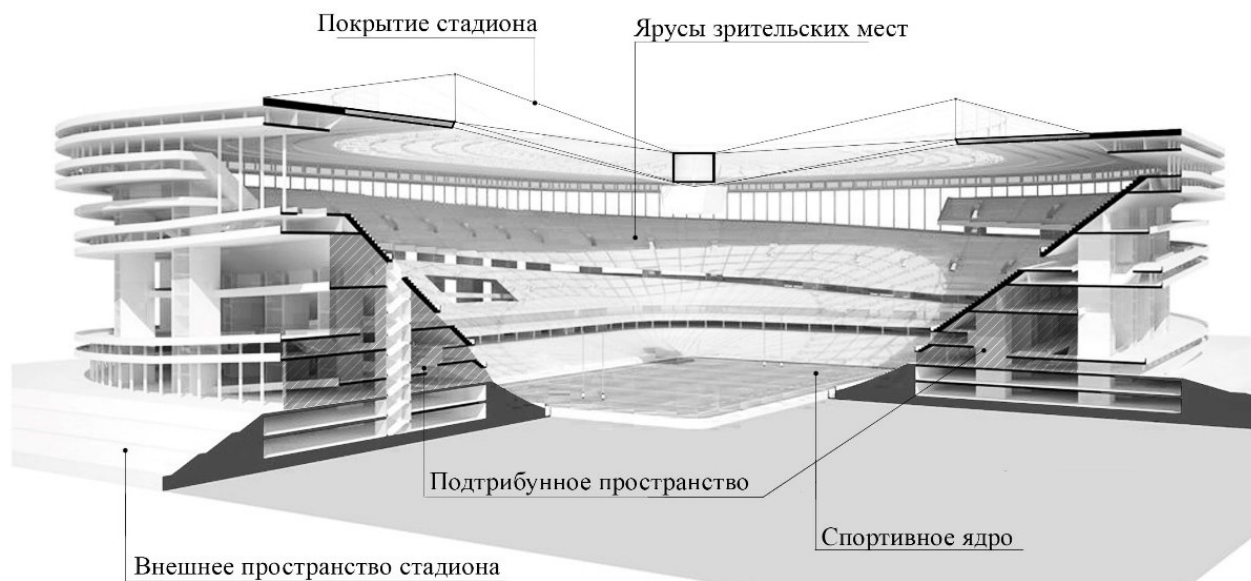 Покрытие стадиона
Ярусы зрительских мест
Подтрибунное пространство
Спортивное ядро
Внешнее пространство стадиона